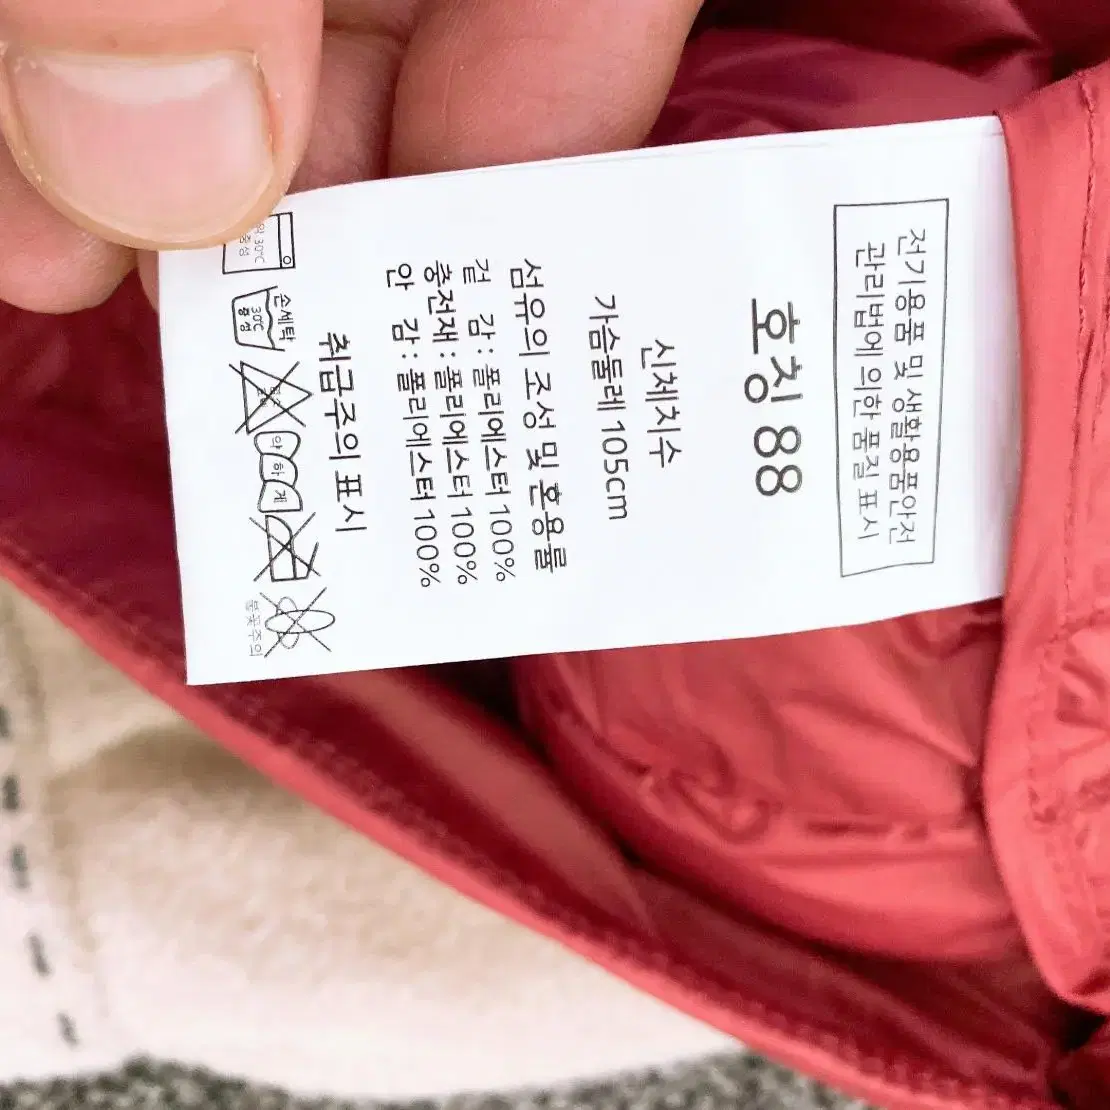 전기용품 및 생활용품안전
관리법에 의한 품질 표시
호칭 88
신체치수
가슴둘레 105cm
섬유의 조성 및 혼용률
겉 감 : 폴리에스터 100%
충전재 : 폴리에스터 100%
안 감 : 폴리에스터 100%
취급주의 표시
약 30℃
중성
손세탁
30℃
중성
약하게
불꽃주의